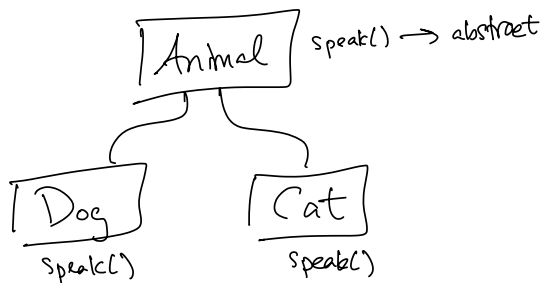 Animal
speak() → abstract
Dog
Cat
speak()
speak()